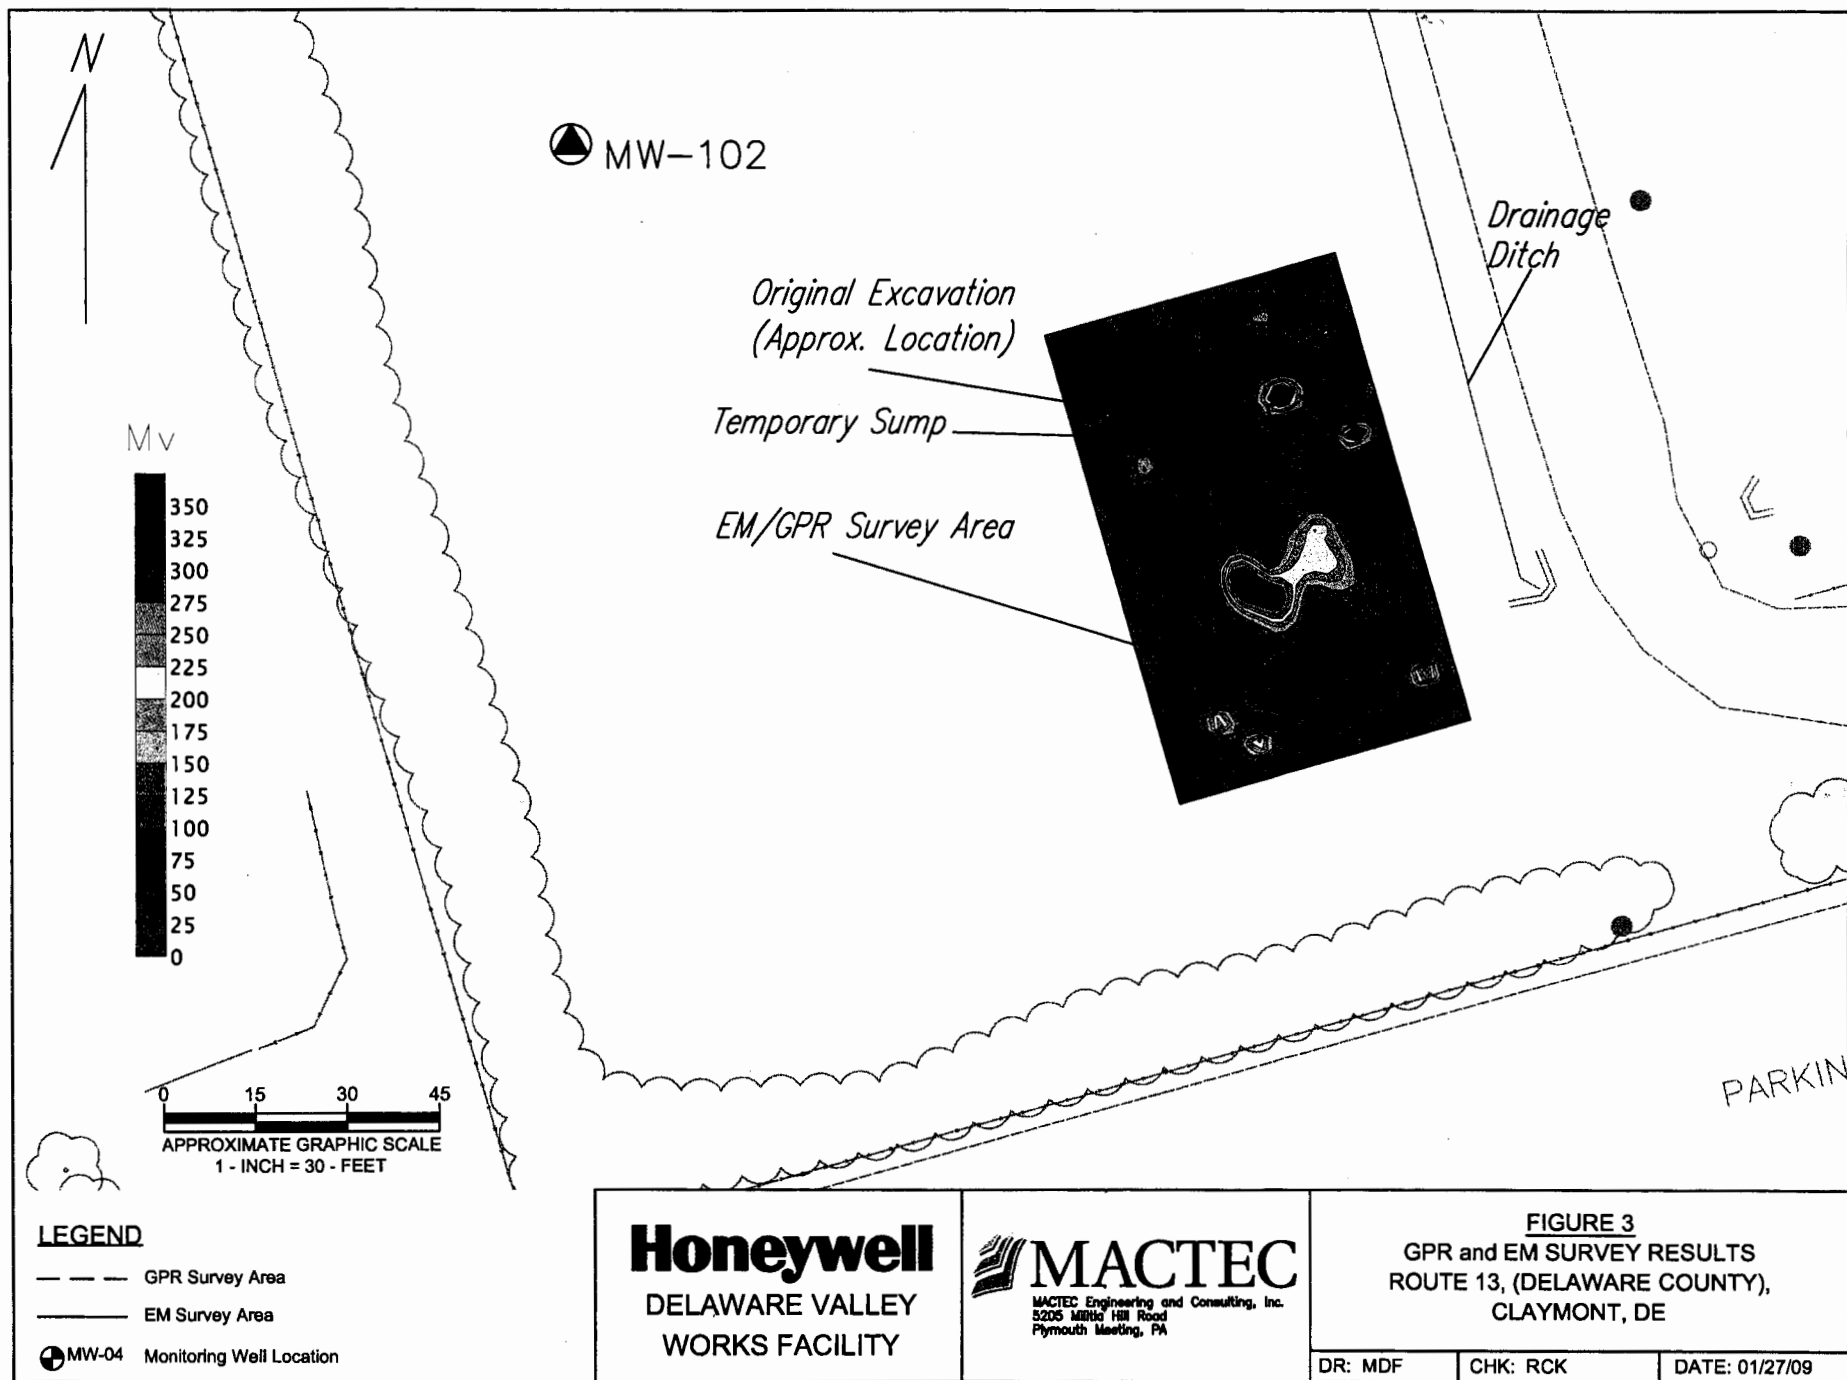 N
MW-102
Drainage
Ditch
Original Excavation
(Approx. Location)
Temporary Sump
EM/GPR Survey Area
Mv
350
325
300
275
250
225
200
175
150
125
100
75
50
25
0
0 15 30 45
APPROXIMATE GRAPHIC SCALE
1 - INCH = 30 - FEET
PARKIN
LEGEND
GPR Survey Area
EM Survey Area
MW-04 Monitoring Well Location
Honeywell
DELAWARE VALLEY
WORKS FACILITY
MACTEC
MACTEC Engineering and Consulting, Inc.
5205 Militia Hill Road
Plymouth Meeting, PA
FIGURE 3
GPR and EM SURVEY RESULTS
ROUTE 13, (DELAWARE COUNTY),
CLAYMONT, DE
DR: MDF CHK: RCK DATE: 01/27/09